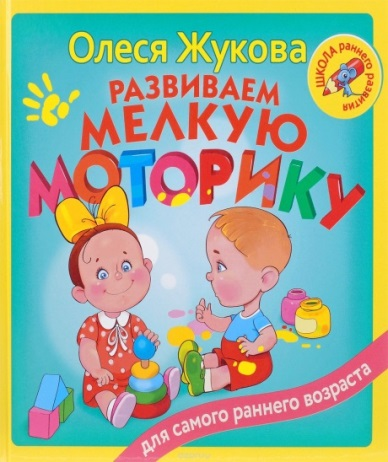 Олеся Жукова
ШКОЛА раннего развития
РАЗВИВАЕМ
МЕЛКУЮ
МОТОРИКУ
для самого раннего возраста